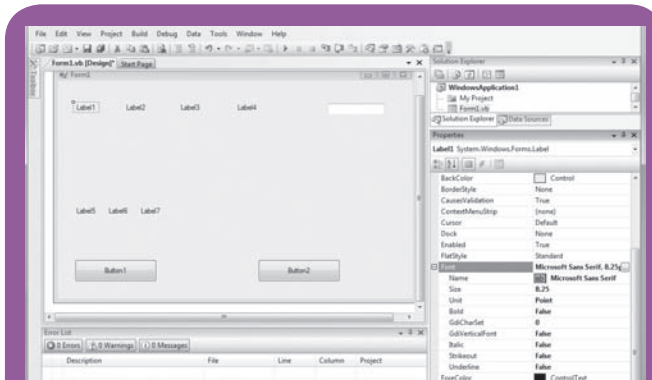 File Edit View Project Build Debug Data Tools Window Help
Form1.vb [Design]* Start Page
Form1
Label1 Label2 Label3 Label4
Label5 Label6 Label7
Button1 Button2
Error List
0 Errors 0 Warnings 0 Messages
Description File Line Column Project
Toolbox
Solution Explorer
WindowsApplication1
My Project
Form1.vb
Solution Explorer Data Sources
Properties
Label1 System.Windows.Forms.Label
BackColor Control
BorderStyle None
CausesValidation True
ContextMenuStrip (none)
Cursor Default
Dock None
Enabled True
FlatStyle Standard
Font Microsoft Sans Serif, 8.25p
Name ab Microsoft Sans Serif
Size 8.25
Unit Point
Bold False
GdiCharSet 0
GdiVerticalFont False
Italic False
Strikeout False
Underline False
ForeColor ControlText